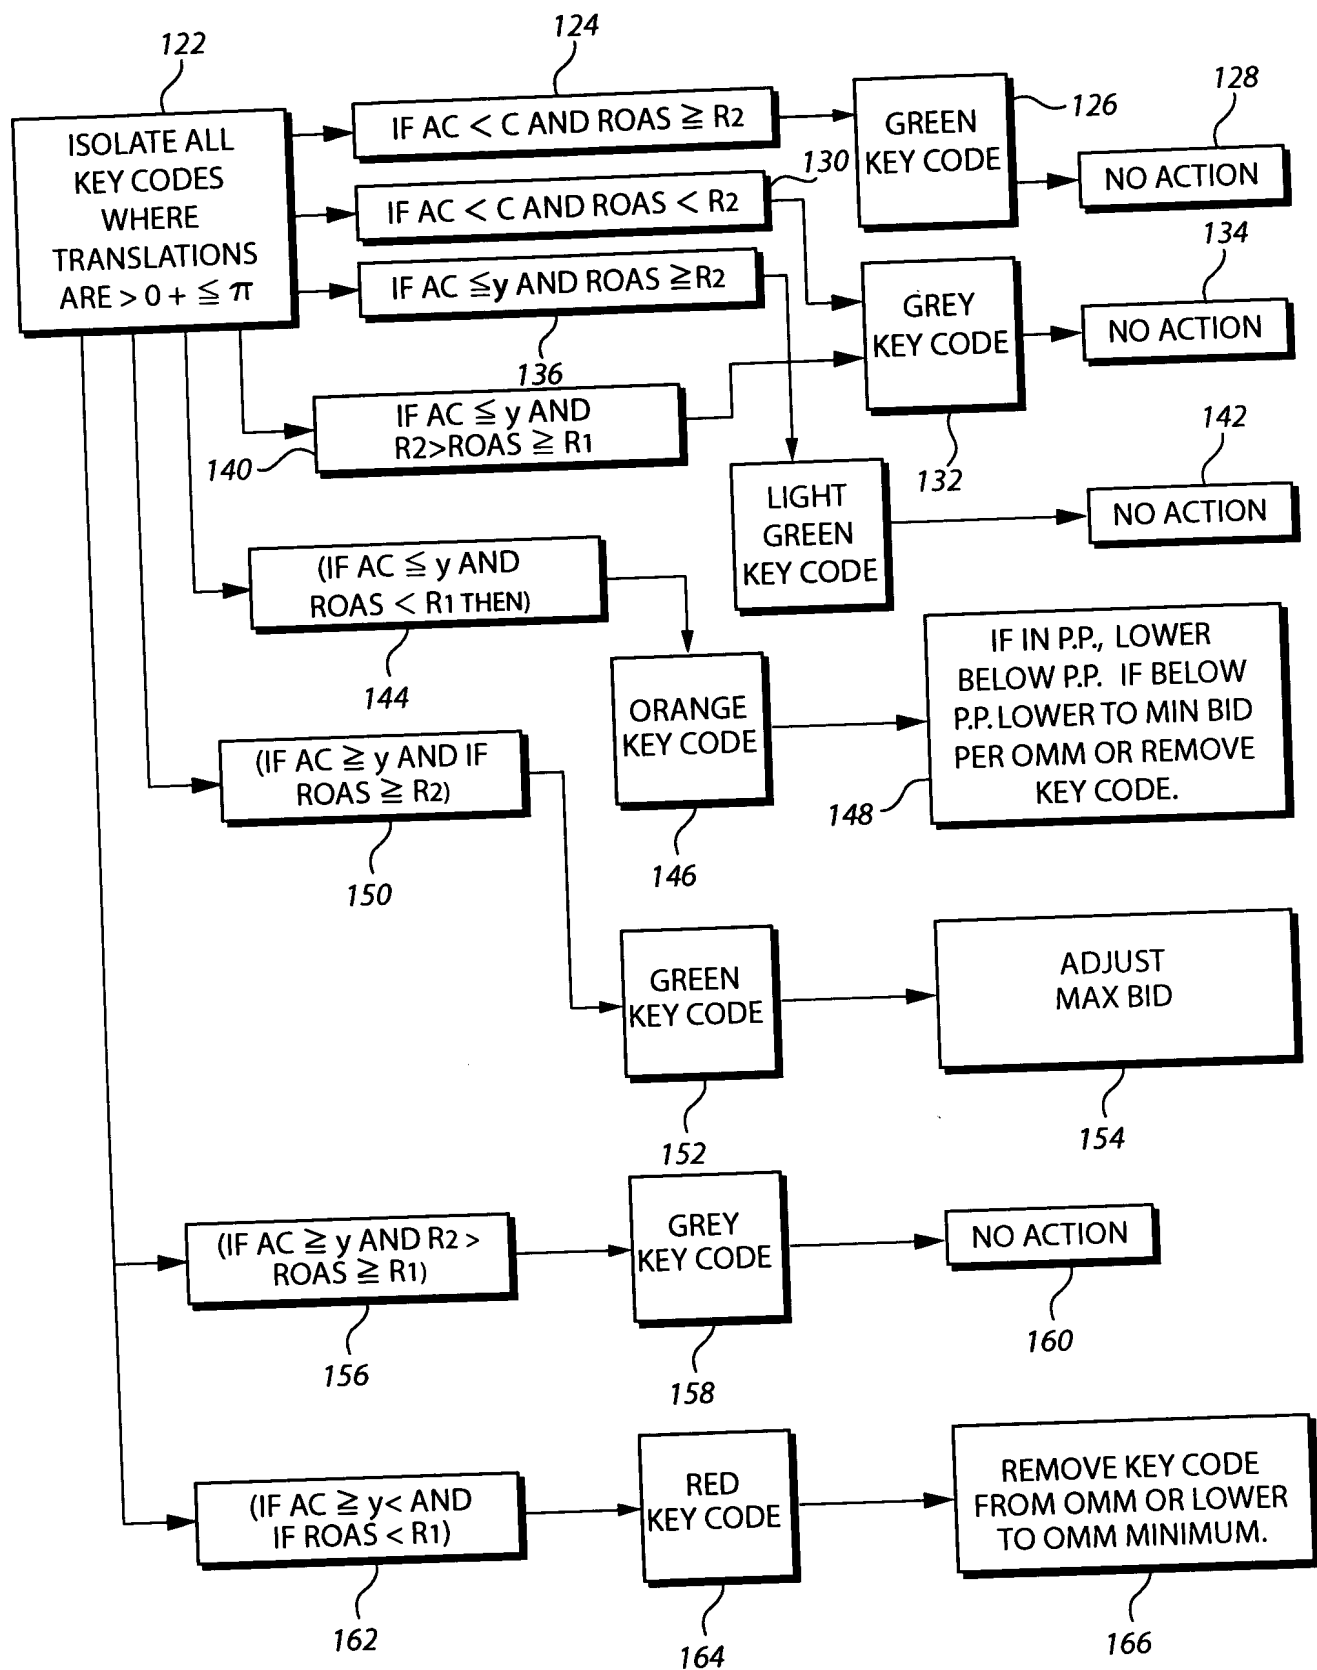 122
ISOLATE ALL
KEY CODES
WHERE
TRANSLATIONS
ARE > 0 + ≦ π
124
IF AC < C AND ROAS ≧ R2
126
GREEN
KEY CODE
128
NO ACTION
130
IF AC < C AND ROAS < R2
IF AC ≦y AND ROAS ≧R2
136
GREY
KEY CODE
132
134
NO ACTION
IF AC ≦ y AND
R2>ROAS ≧ R1
140
LIGHT
GREEN
KEY CODE
142
NO ACTION
(IF AC ≦ y AND
ROAS < R1 THEN)
144
ORANGE
KEY CODE
146
IF IN P.P., LOWER
BELOW P.P. IF BELOW
P.P. LOWER TO MIN BID
PER OMM OR REMOVE
KEY CODE.
148
(IF AC ≧ y AND IF
ROAS ≧ R2)
150
GREEN
KEY CODE
152
ADJUST
MAX BID
154
(IF AC ≧ y AND R2 >
ROAS ≧ R1)
156
GREY
KEY CODE
158
NO ACTION
160
(IF AC ≧ y< AND
IF ROAS < R1)
162
RED
KEY CODE
164
REMOVE KEY CODE
FROM OMM OR LOWER
TO OMM MINIMUM.
166